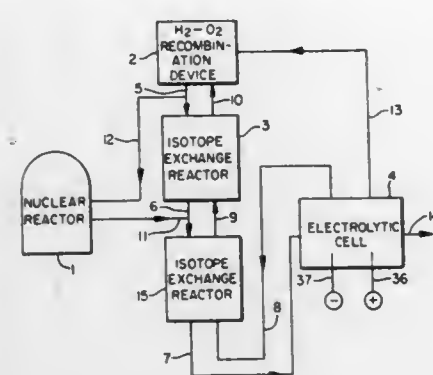 H2-O2
RECOMBIN-
ATION
DEVICE
2
5
10
13
12
3
ISOTOPE
EXCHANGE
REACTOR
4
NUCLEAR
REACTOR
6
9
11
ELECTROLYTIC
CELL
1
ISOTOPE
EXCHANGE
REACTOR
15
37
36
8
7